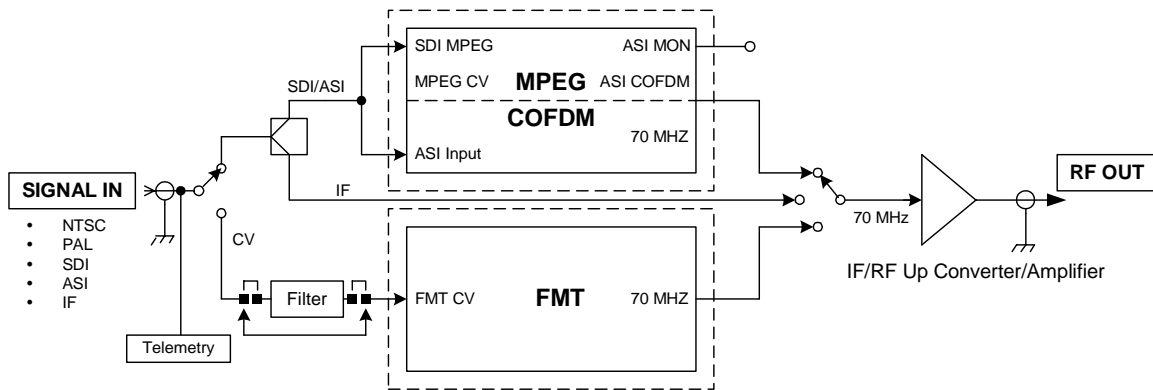 SIGNAL IN
• NTSC
• PAL
• SDI
• ASI
• IF
Telemetry
SDI/ASI
IF
CV
Filter
SDI MPEG
ASI MON
MPEG CV
MPEG
ASI COFDM
COFDM
70 MHZ
ASI Input
FMT CV
FMT
70 MHZ
70 MHz
RF OUT
IF/RF Up Converter/Amplifier